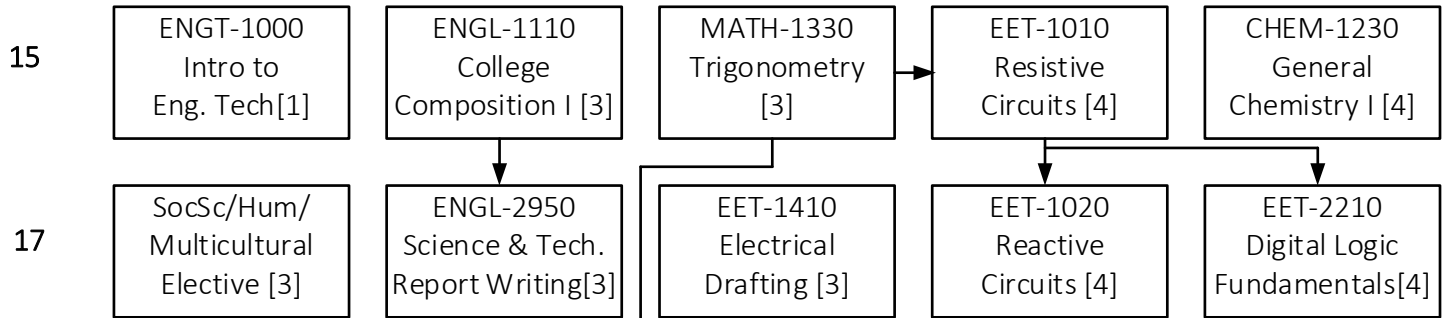 15
ENGT-1000
Intro to
Eng. Tech[1]
ENGL-1110
College
Composition I [3]
MATH-1330
Trigonometry
[3]
EET-1010
Resistive
Circuits [4]
CHEM-1230
General
Chemistry I [4]
17
SocSc/Hum/
Multicultural
Elective [3]
ENGL-2950
Science & Tech.
Report Writing[3]
EET-1410
Electrical
Drafting [3]
EET-1020
Reactive
Circuits [4]
EET-2210
Digital Logic
Fundamentals[4]